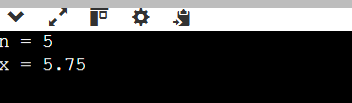 n = 5
x = 5.75